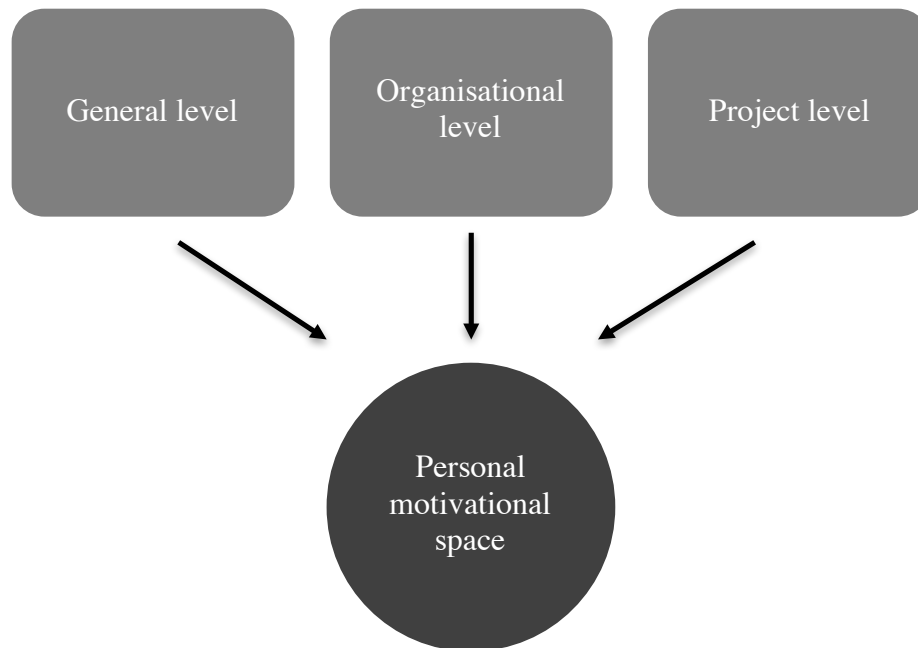 General level
Organisational
level
Project level
Personal
motivational
space